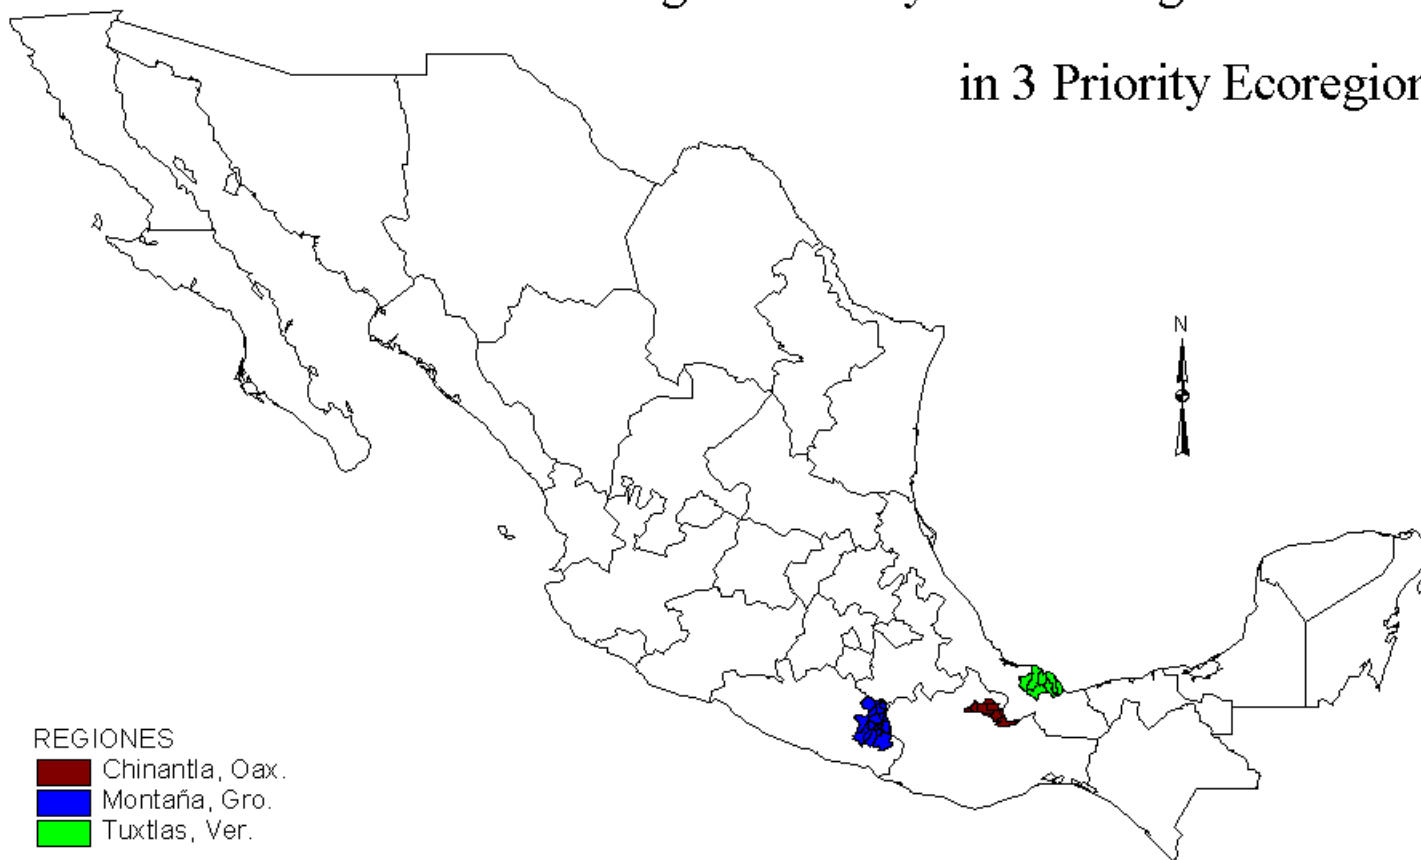 in 3 Priority Ecoregion
N
REGIONES
Chinantla, Oax.
Montaña, Gro.
Tuxtlas, Ver.